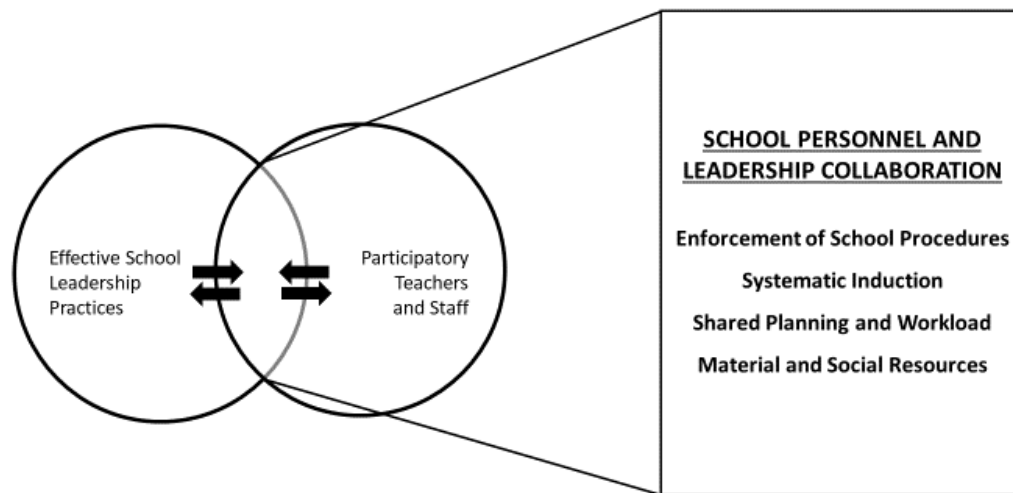 Effective School
Leadership
Practices
Participatory
Teachers
and Staff
SCHOOL PERSONNEL AND
LEADERSHIP COLLABORATION
Enforcement of School Procedures
Systematic Induction
Shared Planning and Workload
Material and Social Resources